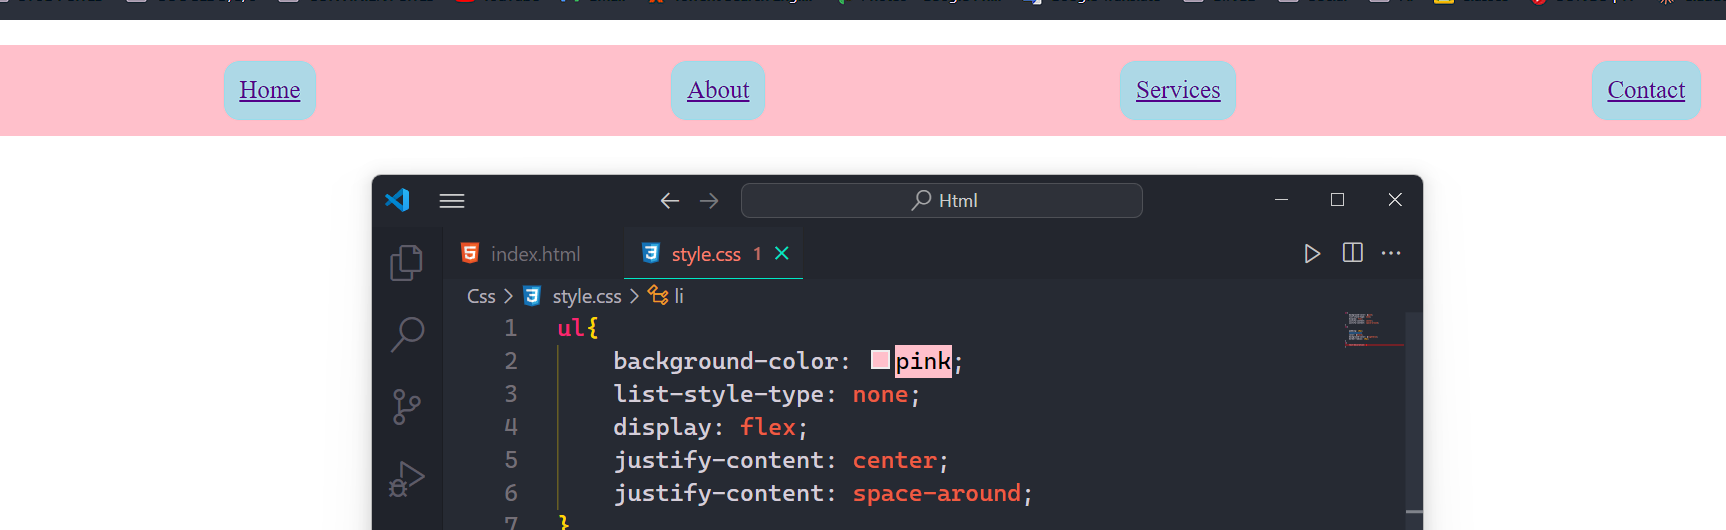 Home
About
Services
Contact
Html
index.html
style.css 1
Css > style.css > li
1 ul{
2 background-color: pink;
3 list-style-type: none;
4 display: flex;
5 justify-content: center;
6 justify-content: space-around;
7 }